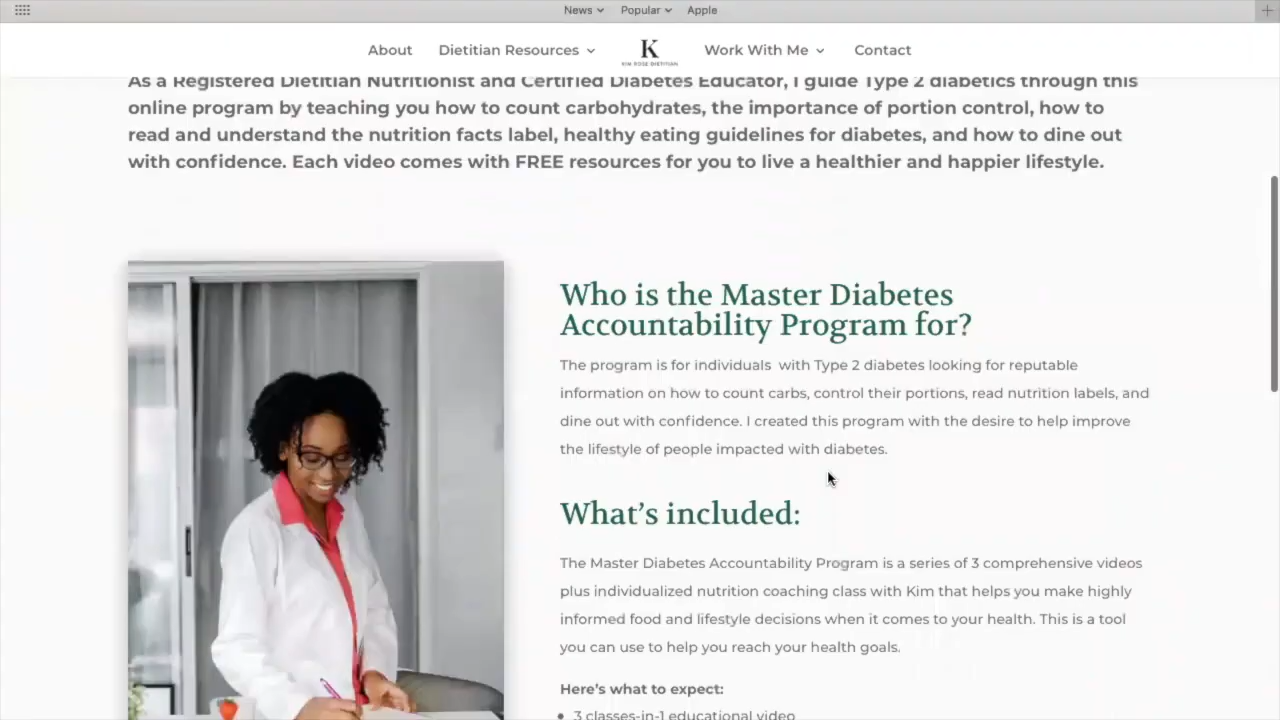 News Popular Apple
About Dietitian Resources K Work With Me Contact
KIM ROSE DIETITIAN
As a Registered Dietitian Nutritionist and Certified Diabetes Educator, I guide Type 2 diabetics through this
online program by teaching you how to count carbohydrates, the importance of portion control, how to
read and understand the nutrition facts label, healthy eating guidelines for diabetes, and how to dine out
with confidence. Each video comes with FREE resources for you to live a healthier and happier lifestyle.
Who is the Master Diabetes
Accountability Program for?
The program is for individuals with Type 2 diabetes looking for reputable
information on how to count carbs, control their portions, read nutrition labels, and
dine out with confidence. I created this program with the desire to help improve
the lifestyle of people impacted with diabetes.
What's included:
The Master Diabetes Accountability Program is a series of 3 comprehensive videos
plus individualized nutrition coaching class with Kim that helps you make highly
informed food and lifestyle decisions when it comes to your health. This is a tool
you can use to help you reach your health goals.
Here's what to expect:
• 3 classes-in-1 educational video